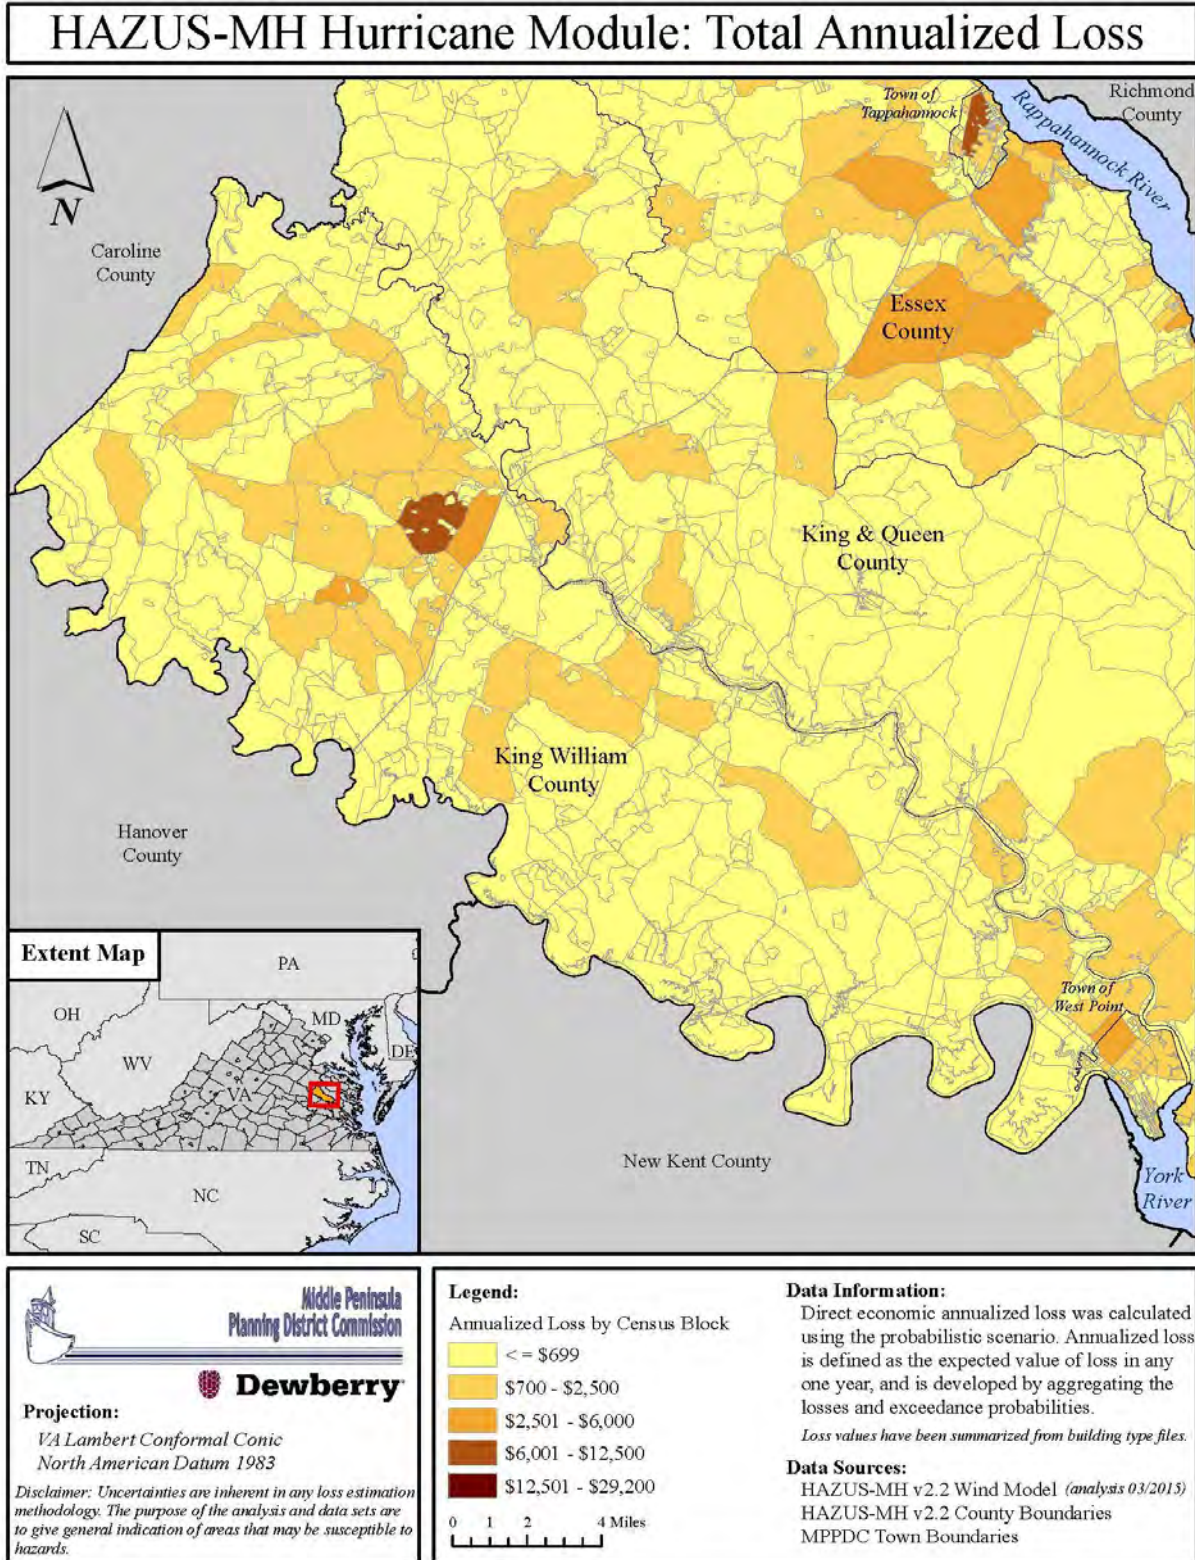 HAZUS-MH Hurricane Module: Total Annualized Loss
Town of
Tappahannock
Richmond
County
Rappahannock River
N
Caroline
County
Essex
County
King & Queen
County
King William
County
Hanover
County
Town of
West Point
New Kent County
York
River
Extent Map
PA
OH
MD
DE
WV
KY
VA
TN
NC
SC
Middle Peninsula
Planning District Commission
Dewberry
Projection:
VA Lambert Conformal Conic
North American Datum 1983
Disclaimer: Uncertainties are inherent in any loss estimation
methodology. The purpose of the analysis and data sets are
to give general indication of areas that may be susceptible to
hazards.
Legend:
Annualized Loss by Census Block
< = $699
$700 - $2,500
$2,501 - $6,000
$6,001 - $12,500
$12,501 - $29,200
0 1 2 4 Miles
Data Information:
Direct economic annualized loss was calculated
using the probabilistic scenario. Annualized loss
is defined as the expected value of loss in any
one year, and is developed by aggregating the
losses and exceedance probabilities.
Loss values have been summarized from building type files.
Data Sources:
HAZUS-MH v2.2 Wind Model (analysis 03/2015)
HAZUS-MH v2.2 County Boundaries
MPPDC Town Boundaries